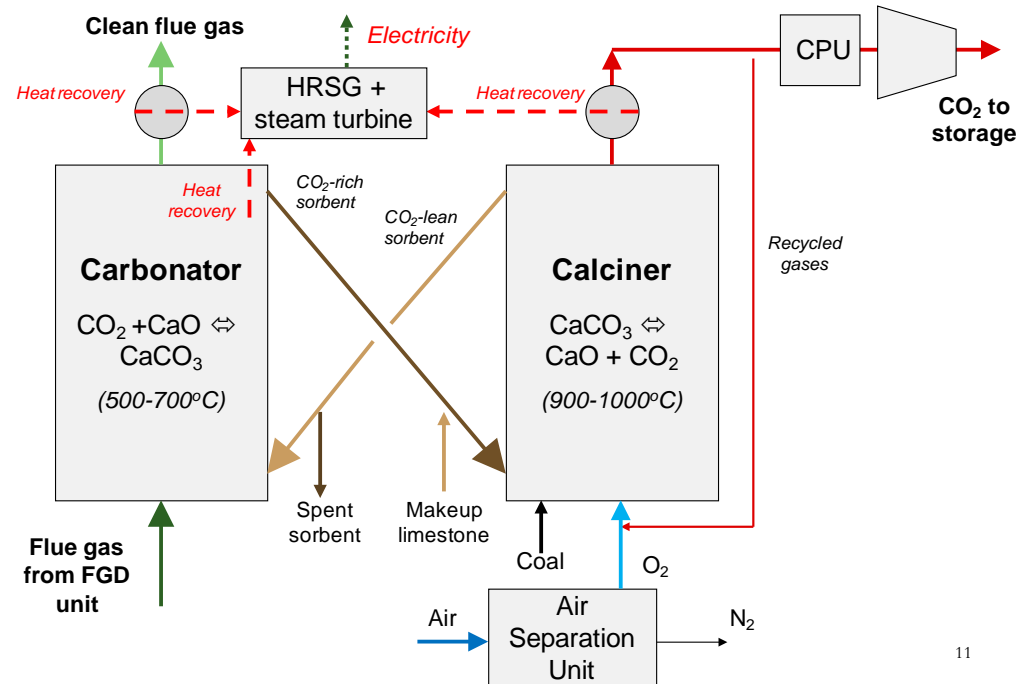 Clean flue gas
Electricity
CPU
Heat recovery
HRSG +
steam turbine
Heat recovery
CO₂ to
storage
Heat
recovery
CO₂-rich
sorbent
CO₂-lean
sorbent
Recycled
gases
Carbonator
CO₂ +CaO ⇔
CaCO₃
(500-700°C)
Calciner
CaCO₃ ⇔
CaO + CO₂
(900-1000°C)
Spent
sorbent
Makeup
limestone
Coal
O₂
Flue gas
from FGD
unit
Air
Air
Separation
Unit
N₂
11